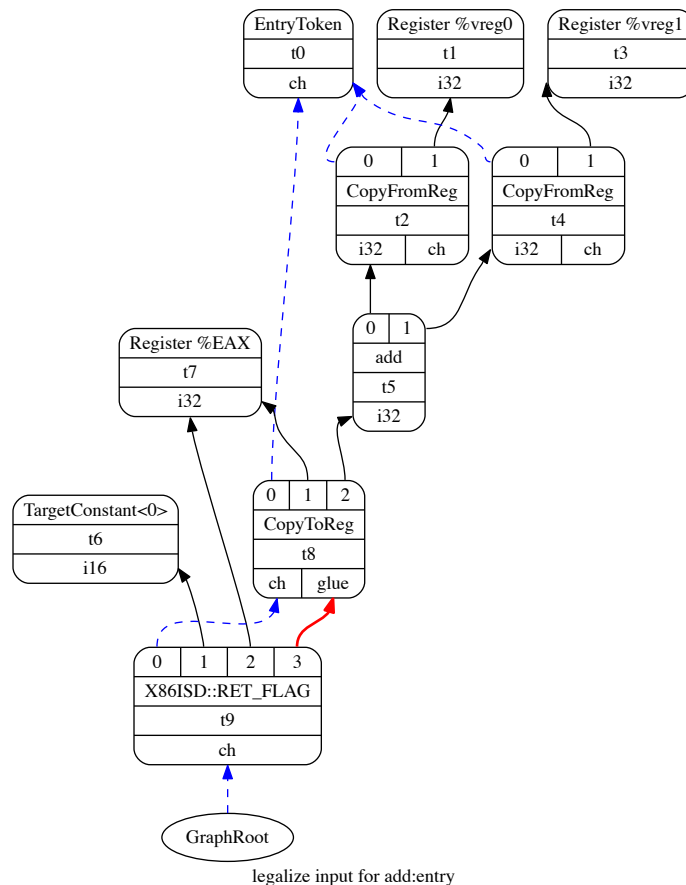 EntryToken
t0
ch
Register %vreg0
t1
i32
Register %vreg1
t3
i32
0 1
CopyFromReg
t2
i32 ch
0 1
CopyFromReg
t4
i32 ch
0 1
add
t5
i32
Register %EAX
t7
i32
0 1 2
CopyToReg
t8
ch glue
TargetConstant<0>
t6
i16
0 1 2 3
X86ISD::RET_FLAG
t9
ch
GraphRoot
legalize input for add:entry